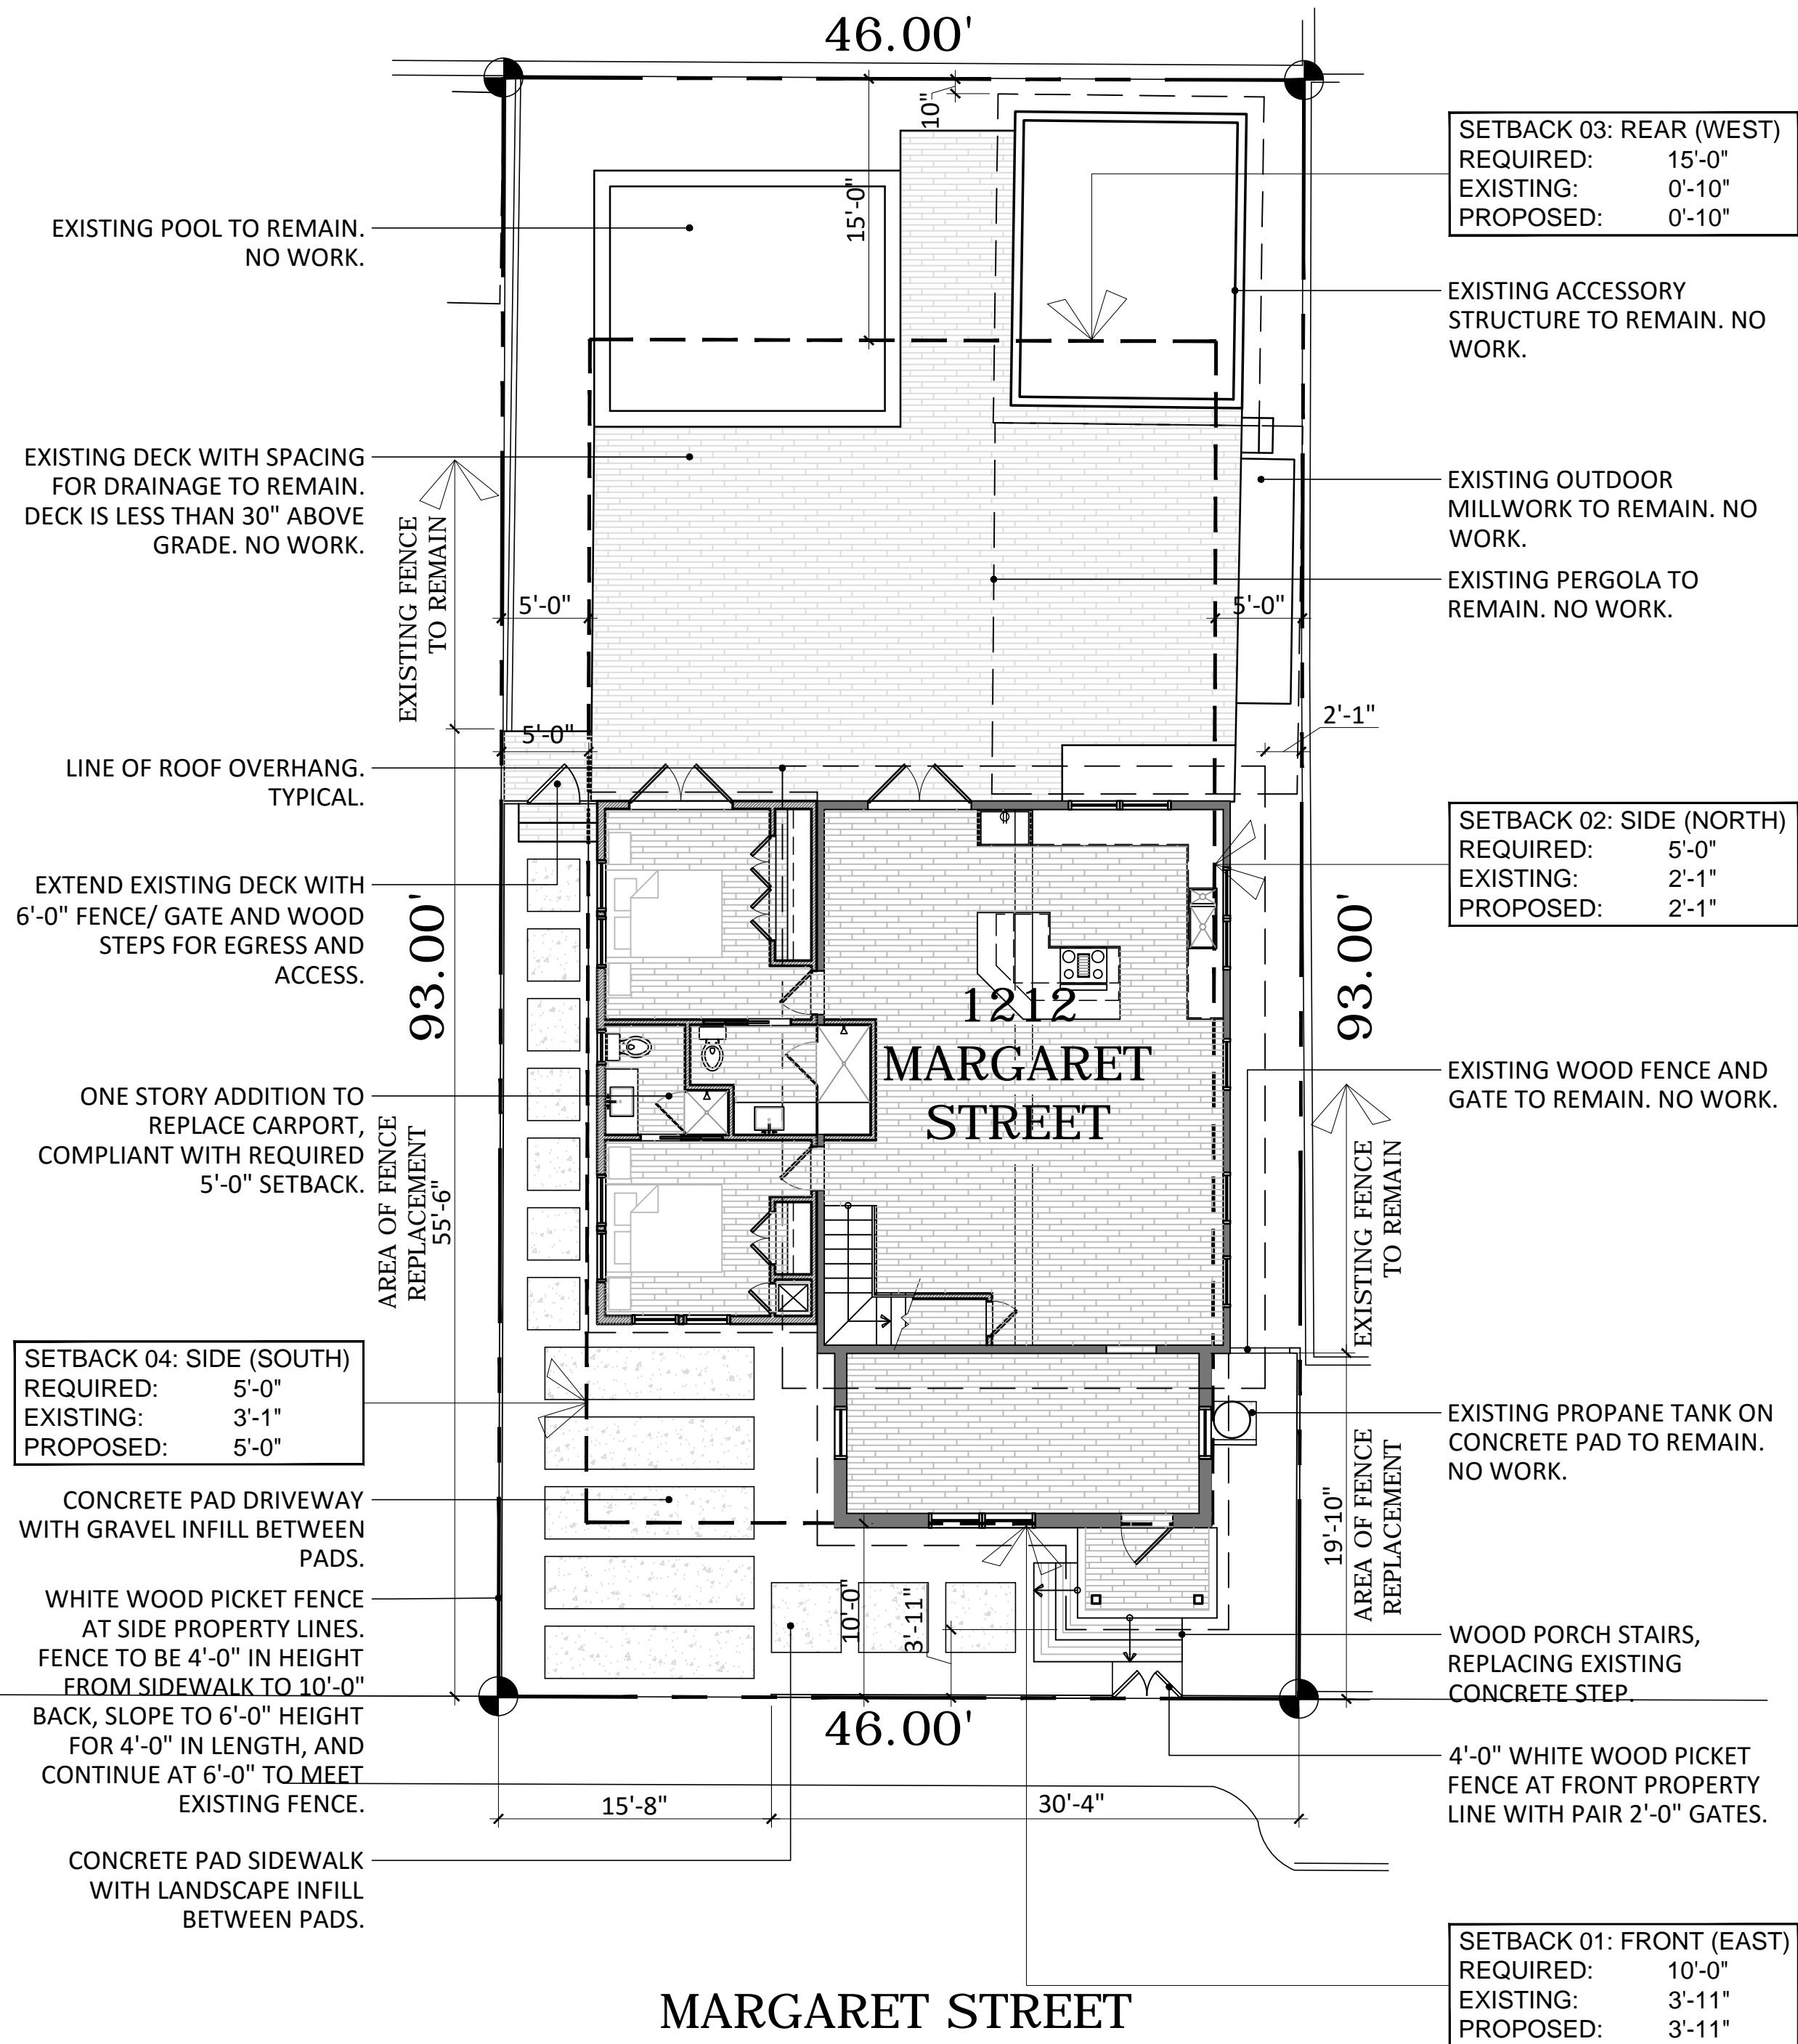 46.00'
10"
15'-0"
SETBACK 03: REAR (WEST)
REQUIRED: 15'-0"
EXISTING: 0'-10"
PROPOSED: 0'-10"
EXISTING POOL TO REMAIN.
NO WORK.
EXISTING ACCESSORY
STRUCTURE TO REMAIN. NO
WORK.
EXISTING DECK WITH SPACING
FOR DRAINAGE TO REMAIN.
DECK IS LESS THAN 30" ABOVE
GRADE. NO WORK.
EXISTING OUTDOOR
MILLWORK TO REMAIN. NO
WORK.
EXISTING PERGOLA TO
REMAIN. NO WORK.
EXISTING FENCE
TO REMAIN
5'-0"
5'-0"
5'-0"
2'-1"
LINE OF ROOF OVERHANG.
TYPICAL.
SETBACK 02: SIDE (NORTH)
REQUIRED: 5'-0"
EXISTING: 2'-1"
PROPOSED: 2'-1"
EXTEND EXISTING DECK WITH
6'-0" FENCE/ GATE AND WOOD
STEPS FOR EGRESS AND
ACCESS.
93.00'
93.00'
1212
MARGARET
STREET
ONE STORY ADDITION TO
REPLACE CARPORT,
COMPLIANT WITH REQUIRED
5'-0" SETBACK.
AREA OF FENCE
REPLACEMENT
55'-6"
EXISTING WOOD FENCE AND
GATE TO REMAIN. NO WORK.
EXISTING FENCE
TO REMAIN
SETBACK 04: SIDE (SOUTH)
REQUIRED: 5'-0"
EXISTING: 3'-1"
PROPOSED: 5'-0"
EXISTING PROPANE TANK ON
CONCRETE PAD TO REMAIN.
NO WORK.
CONCRETE PAD DRIVEWAY
WITH GRAVEL INFILL BETWEEN
PADS.
19'-10"
AREA OF FENCE
REPLACEMENT
WHITE WOOD PICKET FENCE
AT SIDE PROPERTY LINES.
FENCE TO BE 4'-0" IN HEIGHT
FROM SIDEWALK TO 10'-0"
BACK, SLOPE TO 6'-0" HEIGHT
FOR 4'-0" IN LENGTH, AND
CONTINUE AT 6'-0" TO MEET
EXISTING FENCE.
10'-0"
3'-11"
WOOD PORCH STAIRS,
REPLACING EXISTING
CONCRETE STEP.
46.00'
4'-0" WHITE WOOD PICKET
FENCE AT FRONT PROPERTY
LINE WITH PAIR 2'-0" GATES.
15'-8"
30'-4"
CONCRETE PAD SIDEWALK
WITH LANDSCAPE INFILL
BETWEEN PADS.
SETBACK 01: FRONT (EAST)
REQUIRED: 10'-0"
EXISTING: 3'-11"
PROPOSED: 3'-11"
MARGARET STREET